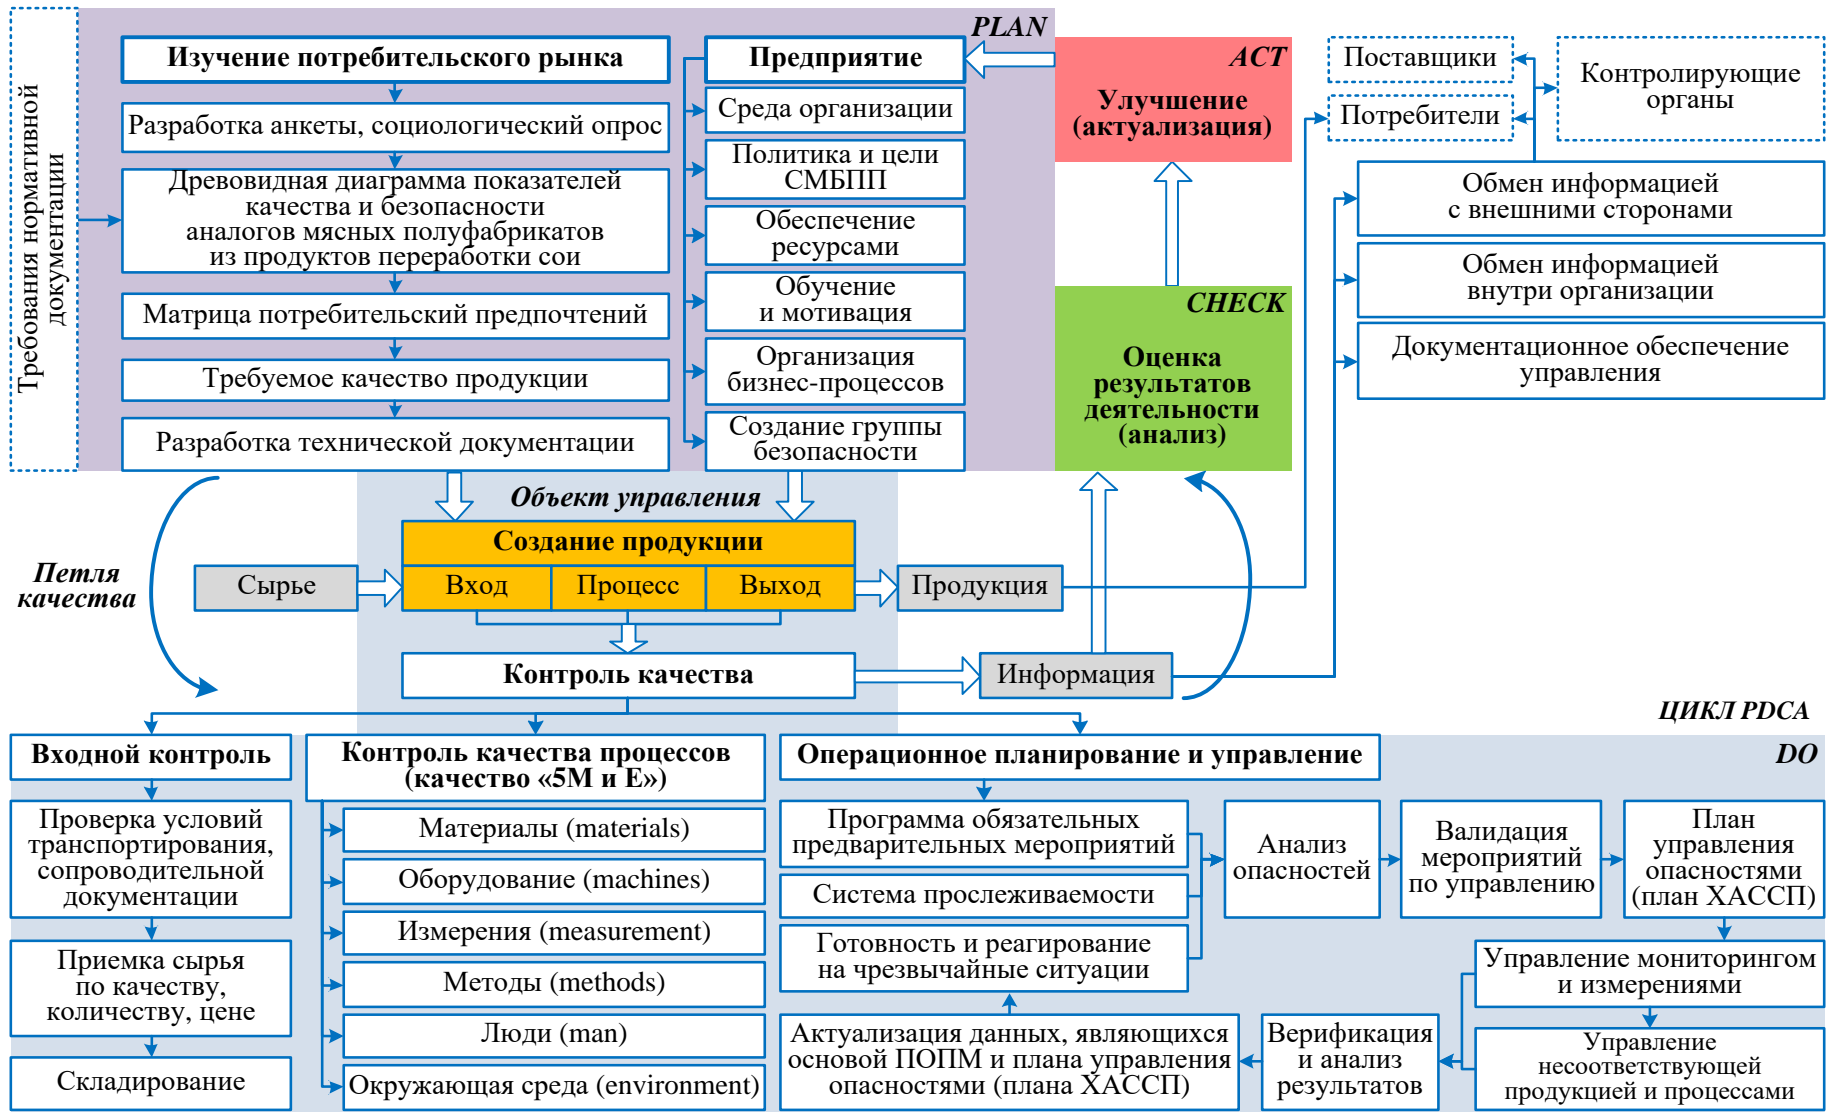 Требования нормативной
документации
PLAN
Изучение потребительского рынка
Разработка анкеты, социологический опрос
Древовидная диаграмма показателей
качества и безопасности
аналогов мясных полуфабрикатов
из продуктов переработки сои
Матрица потребительский предпочтений
Требуемое качество продукции
Разработка технической документации
Предприятие
Среда организации
Политика и цели
СМБПП
Обеспечение
ресурсами
Обучение
и мотивация
Организация
бизнес-процессов
Создание группы
безопасности
ACT
Улучшение
(актуализация)
CHECK
Оценка
результатов
деятельности
(анализ)
Поставщики
Потребители
Контролирующие
органы
Обмен информацией
с внешними сторонами
Обмен информацией
внутри организации
Документационное обеспечение
управления
Объект управления
Создание продукции
Петля
качества
Сырье
Вход
Процесс
Выход
Продукция
Контроль качества
Информация
ЦИКЛ PDCA
DO
Входной контроль
Проверка условий
транспортирования,
сопроводительной
документации
Приемка сырья
по качеству,
количеству, цене
Складирование
Контроль качества процессов
(качество «5М и Е»)
Материалы (materials)
Оборудование (machines)
Измерения (measurement)
Методы (methods)
Люди (man)
Окружающая среда (environment)
Операционное планирование и управление
Программа обязательных
предварительных мероприятий
Система прослеживаемости
Готовность и реагирование
на чрезвычайные ситуации
Анализ
опасностей
Валидация
мероприятий
по управлению
План
управления
опасностями
(план ХАССП)
Управление мониторингом
и измерениями
Управление
несоответствующей
продукцией и процессами
Верификация
и анализ
результатов
Актуализация данных, являющихся
основой ПОПМ и плана управления
опасностями (плана ХАССП)